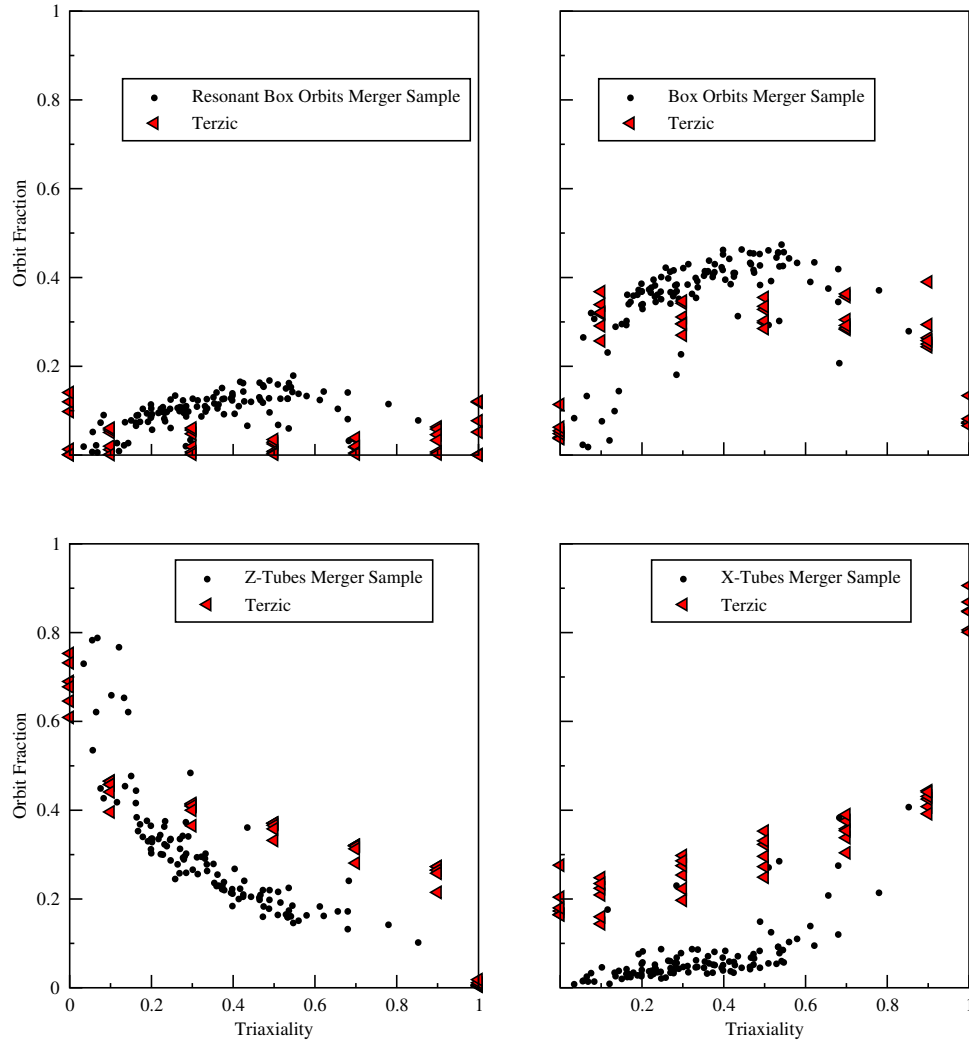 1
0.8
0.6
0.4
0.2
Orbit Fraction
Resonant Box Orbits Merger Sample
Terzic
Box Orbits Merger Sample
Terzic
1
0.8
0.6
0.4
0.2
0
Orbit Fraction
Z-Tubes Merger Sample
Terzic
0 0.2 0.4 0.6 0.8 1
Triaxiality
X-Tubes Merger Sample
Terzic
0.2 0.4 0.6 0.8 1
Triaxiality